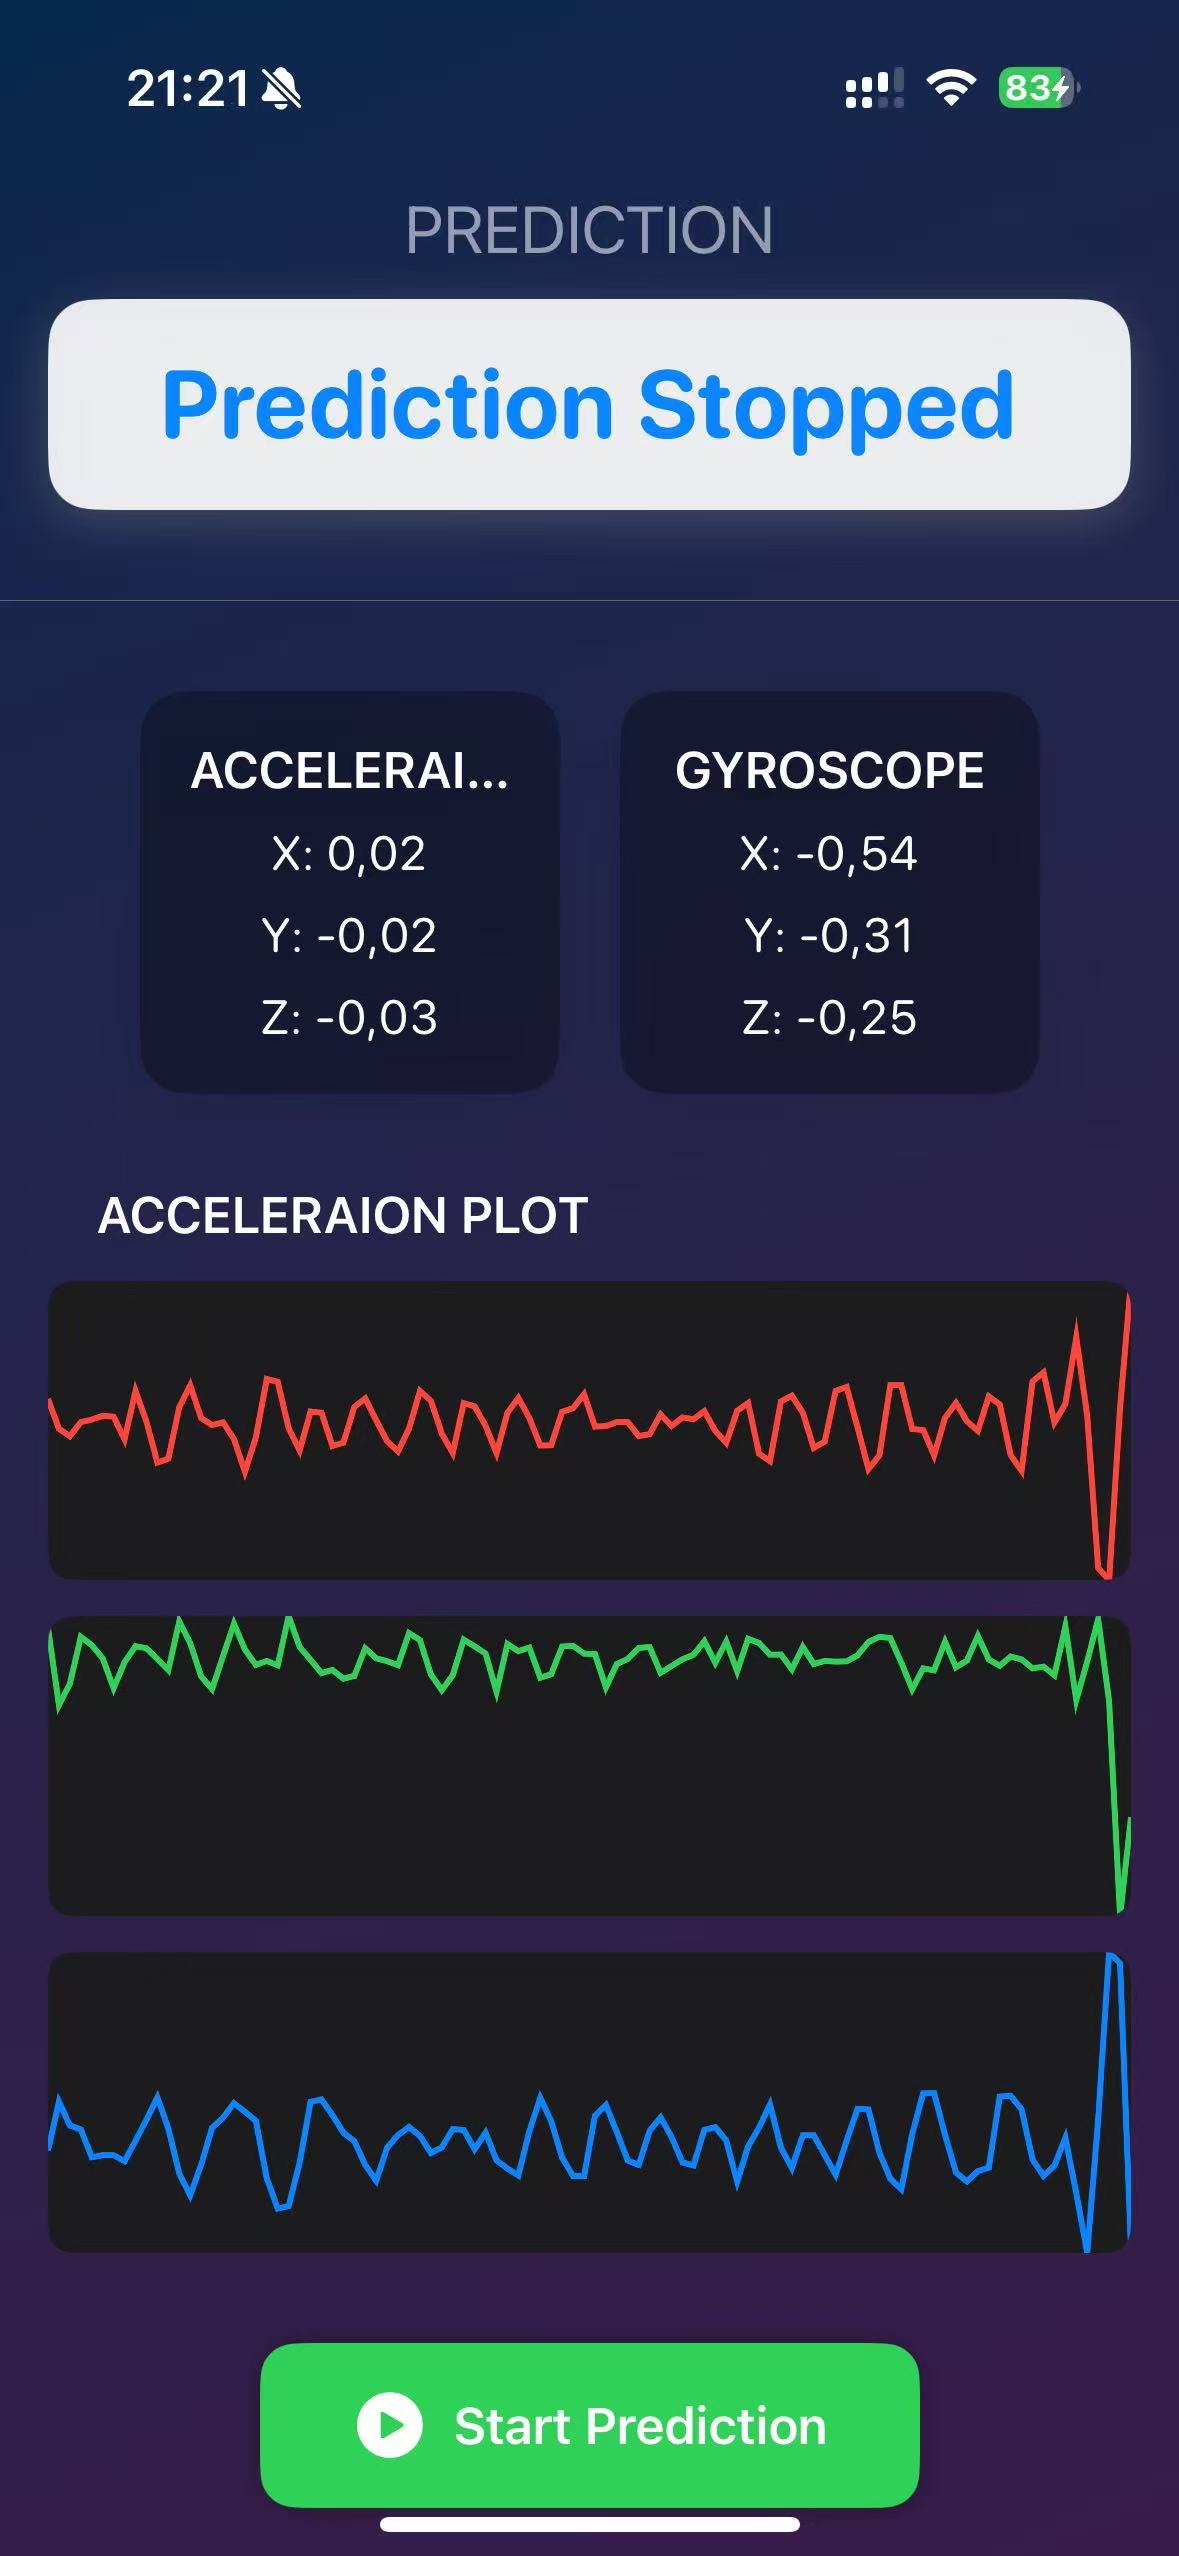 21:21
83
PREDICTION
Prediction Stopped
ACCELERAI...
X: 0,02
Y: -0,02
Z: -0,03
GYROSCOPE
X: -0,54
Y: -0,31
Z: -0,25
ACCELERAION PLOT
Start Prediction